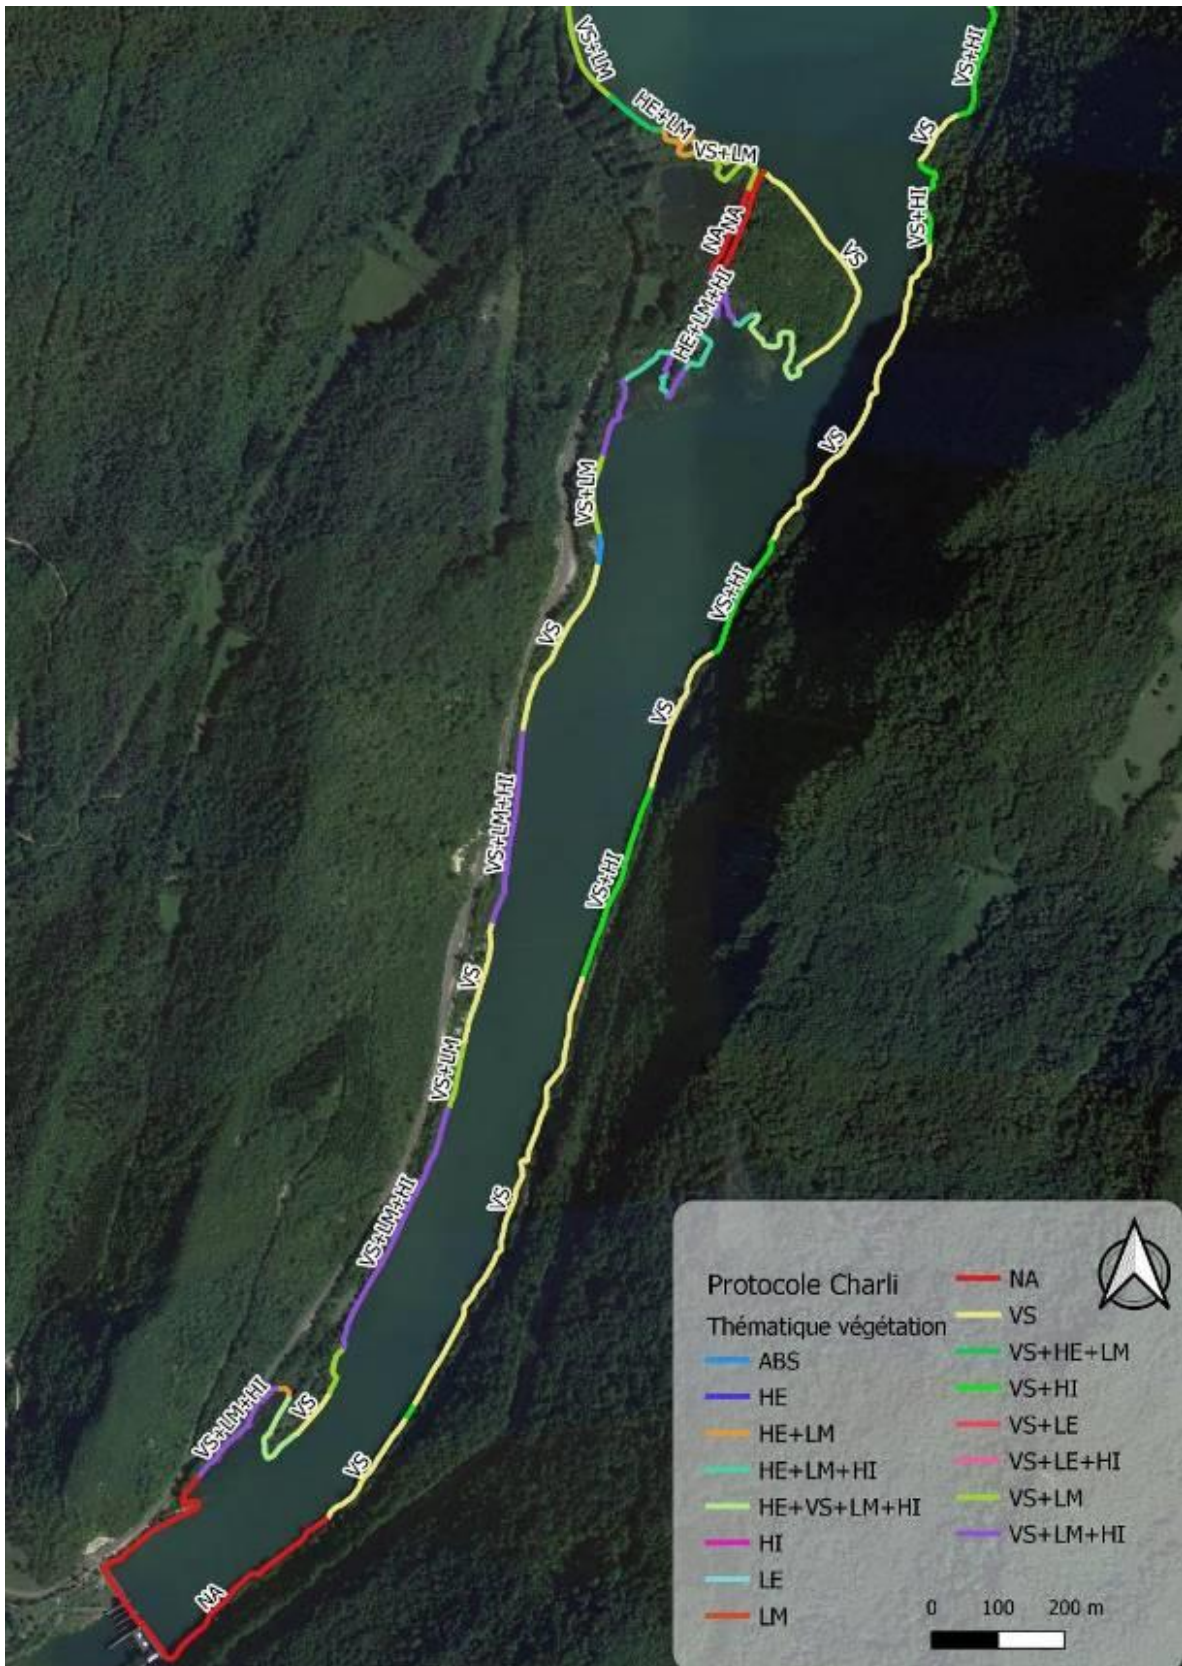 VS+LM
VS+HI
HE+LM
VS
VS+LM
VS+HI
NA
NA
VS
HE+LM+HI
VS
VS+LM
VS+HI
VS
VS
VS+LM+HI
VS+HI
VS
VS+LM
VS
VS+LM+HI
VS+LM+HI
VS
VS
NA
Protocole Charli
Thématique végétation
ABS
HE
HE+LM
HE+LM+HI
HE+VS+LM+HI
HI
LE
LM
NA
VS
VS+HE+LM
VS+HI
VS+LE
VS+LE+HI
VS+LM
VS+LM+HI
0 100 200 m